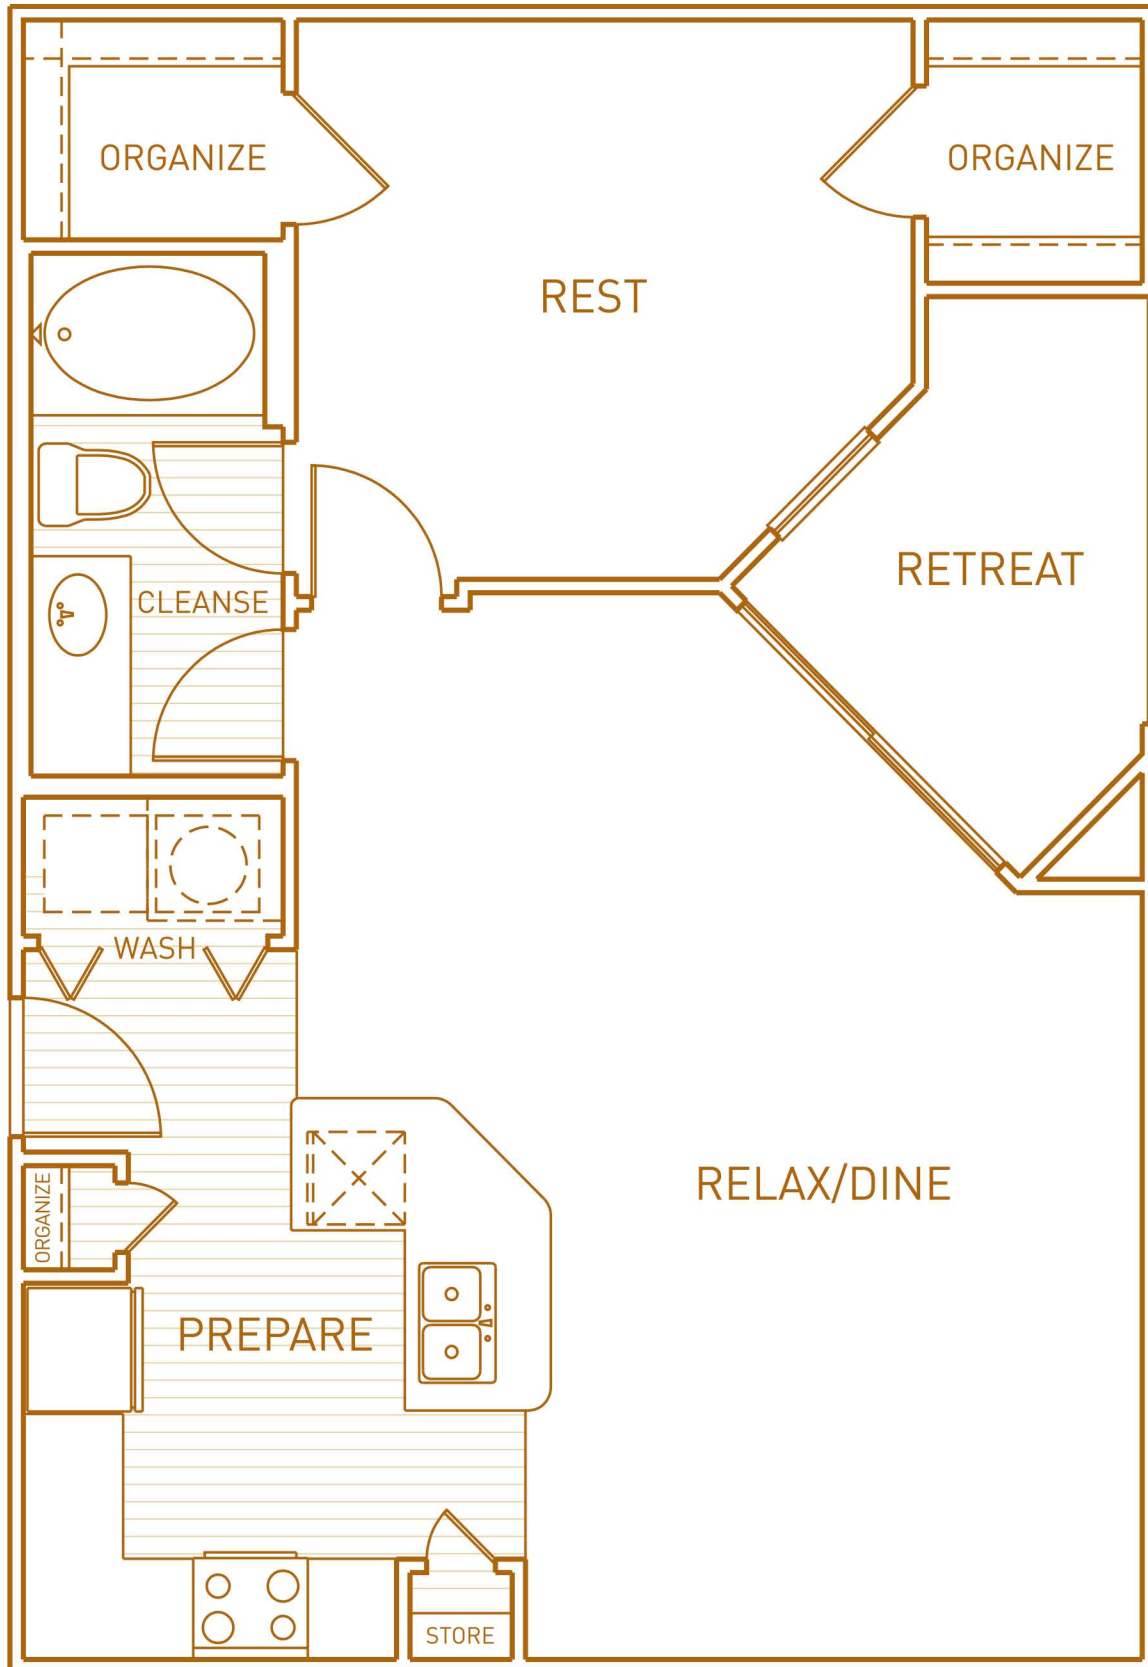 ORGANIZE
ORGANIZE
REST
RETREAT
CLEANSE
WASH
RELAX/DINE
ORGANIZE
PREPARE
STORE